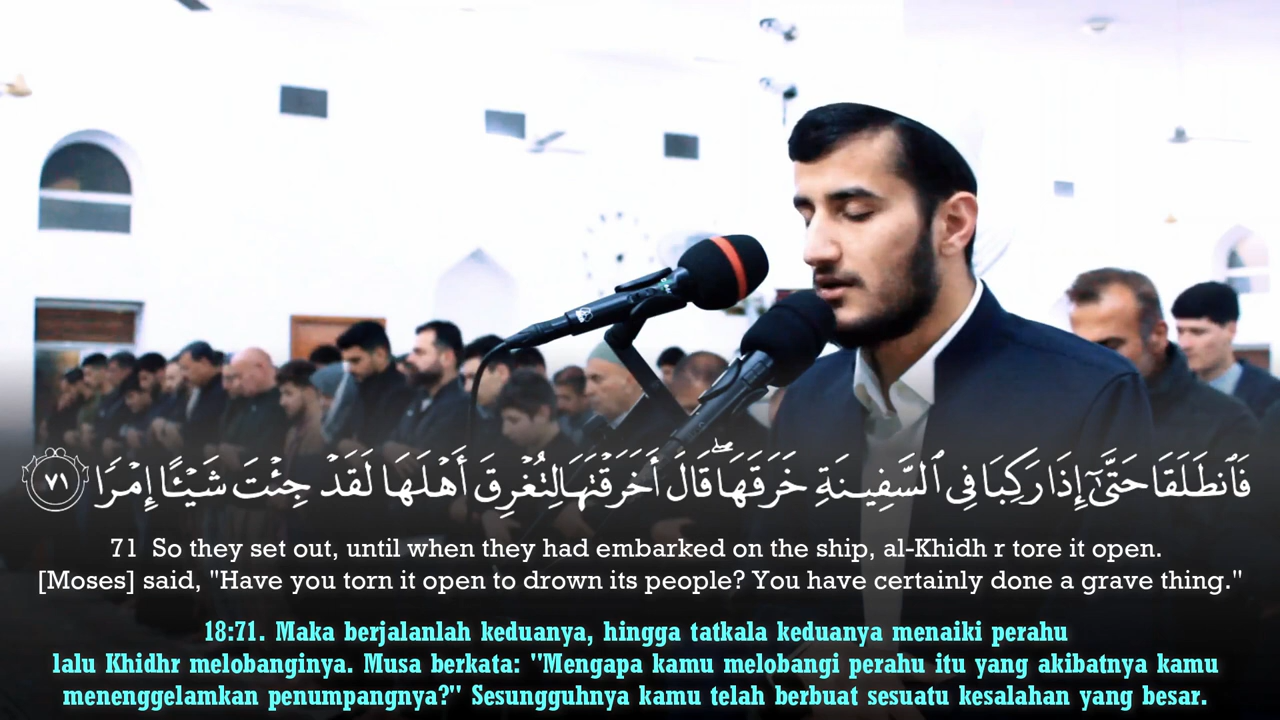 فَٱنطَلَقَا حَتَّىٰٓ إِذَا رَكِبَا فِى ٱلسَّفِينَةِ خَرَقَهَا ۖ قَالَ أَخَرَقْتَهَا لِتُغْرِقَ أَهْلَهَا لَقَدْ جِئْتَ شَيْـًٔا إِمْرًا ٧١
71 So they set out, until when they had embarked on the ship, al-Khidh r tore it open.
[Moses] said, "Have you torn it open to drown its people? You have certainly done a grave thing."
18:71. Maka berjalanlah keduanya, hingga tatkala keduanya menaiki perahu
lalu Khidhr melobanginya. Musa berkata: "Mengapa kamu melobangi perahu itu yang akibatnya kamu
menenggelamkan penumpangnya?" Sesungguhnya kamu telah berbuat sesuatu kesalahan yang besar.